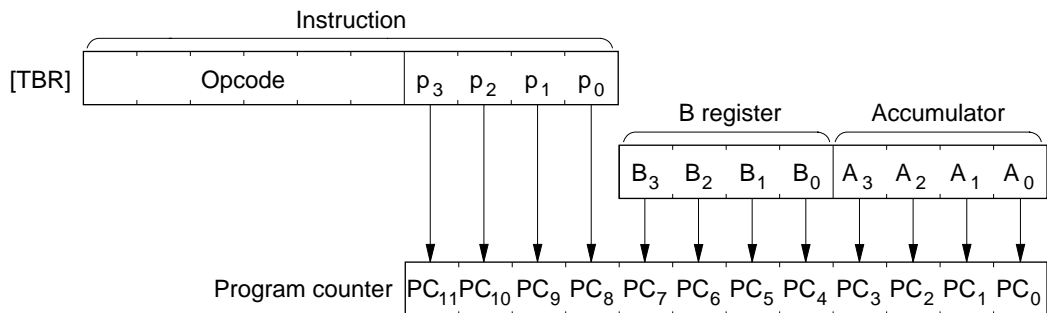 Instruction
[TBR] Opcode p3 p2 p1 p0
B register Accumulator
B3 B2 B1 B0 A3 A2 A1 A0
Program counter PC11 PC10 PC9 PC8 PC7 PC6 PC5 PC4 PC3 PC2 PC1 PC0